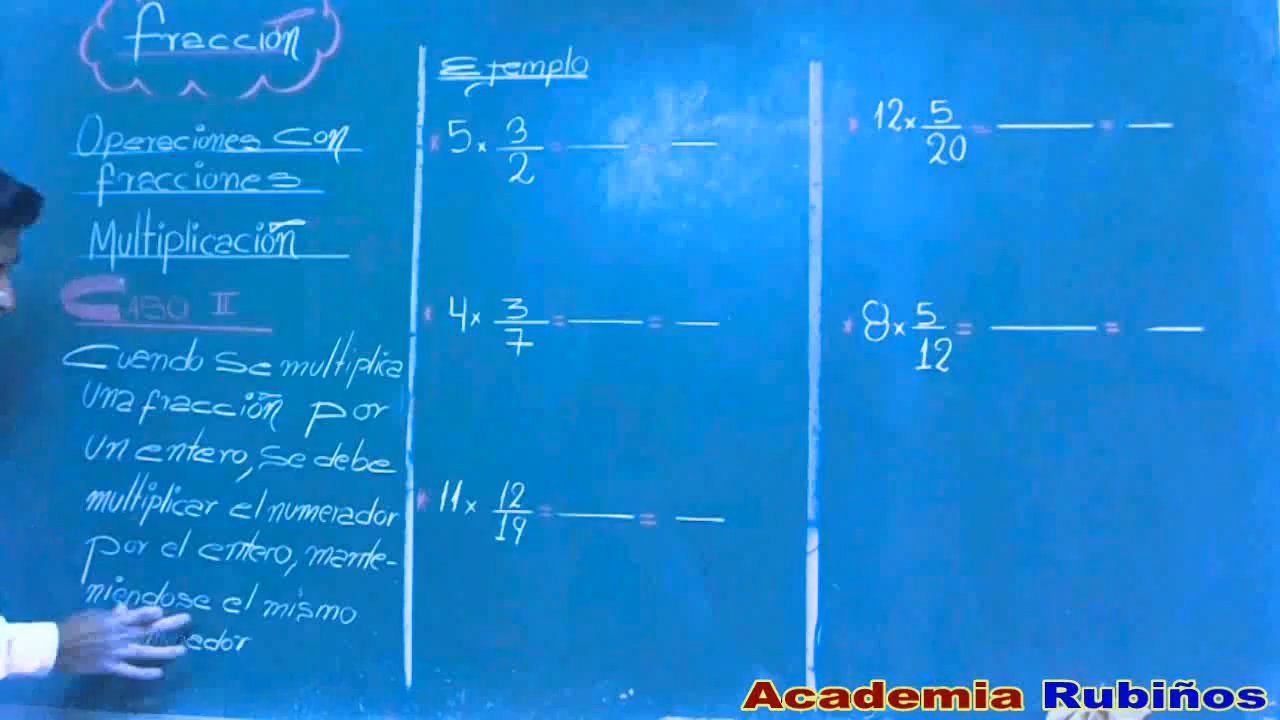 Fracción
Operaciones con
fracciones
Multiplicación
Caso II
Cuando se multiplica
una fracción por
un entero, se debe
multiplicar el numerador
por el entero, mante-
niéndose el mismo
Ejemplo
* 5 × 3/2 = ___ = ___
* 4 × 3/7 = ___ = ___
* 11 × 12/19 = ___ = ___
* 12 × 5/20 = ___ = ___
* 8 × 5/12 = ___ = ___
Academia Rubiños